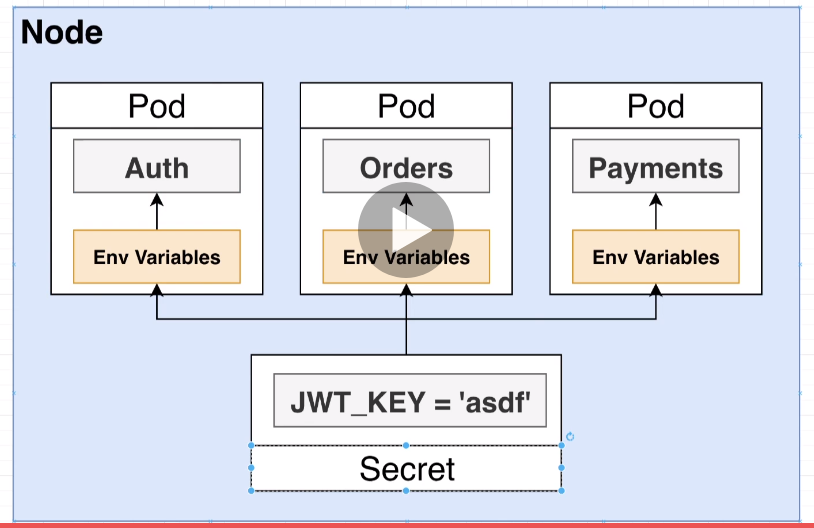 Node
Pod
Pod
Pod
Auth
Orders
Payments
Env Variables
Env Variables
Env Variables
JWT_KEY = 'asdf'
Secret